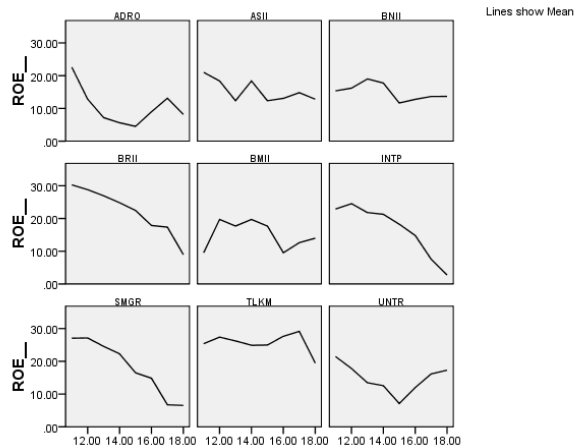 Lines show Mean
ADRO ASII BNII
ROE__
30.00
20.00
10.00
.00
BRII BMII INTP
ROE__
30.00
20.00
10.00
.00
SMGR TLKM UNTR
ROE__
30.00
20.00
10.00
.00
12.00 14.00 16.00 18.00 12.00 14.00 16.00 18.00 12.00 14.00 16.00 18.00